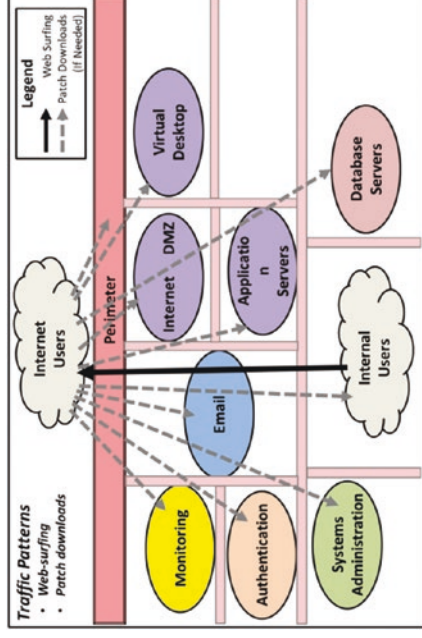 Traffic Patterns
• Web-surfing
• Patch downloads
Internet
Users
Legend
Web Surfing
Patch Downloads
(If Needed)
Perimeter
Monitoring
Email
Internet DMZ
Virtual
Desktop
Authentication
Applicatio
n
Servers
Systems
Administration
Internal
Users
Database
Servers